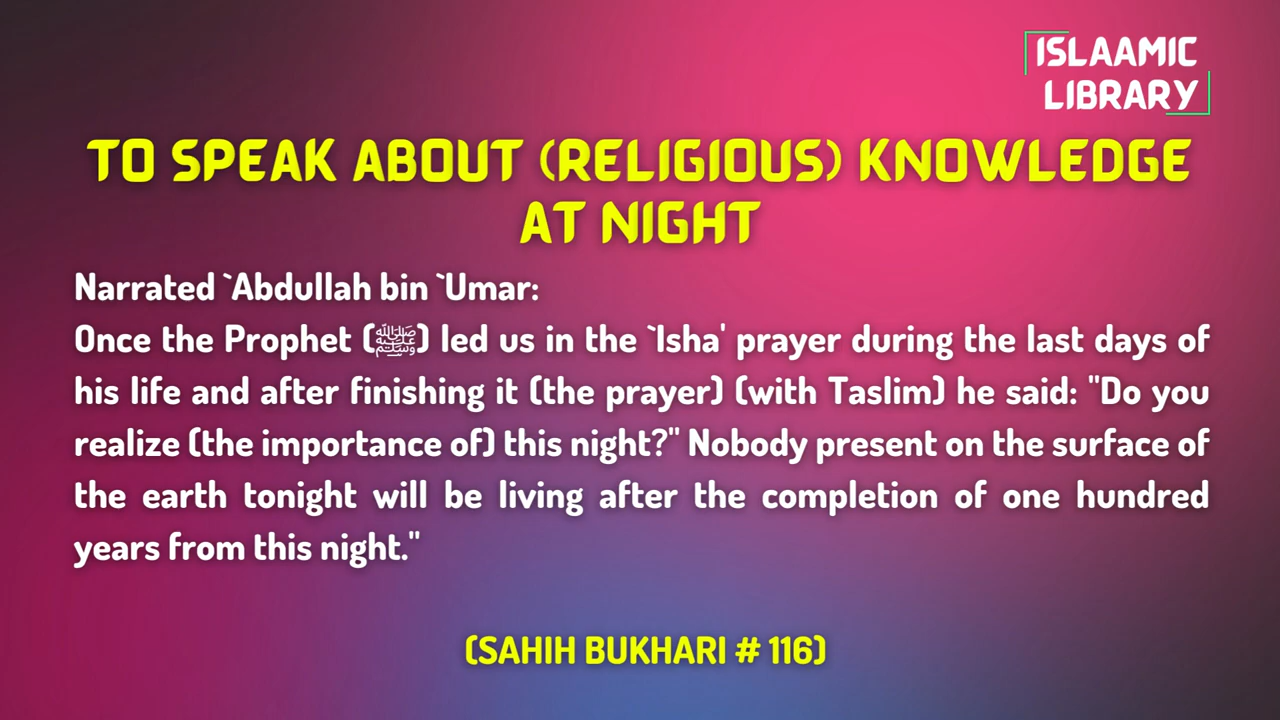 ISLAAMIC
LIBRARY
TO SPEAK ABOUT (RELIGIOUS) KNOWLEDGE
AT NIGHT
Narrated `Abdullah bin `Umar:
Once the Prophet (ﷺ) led us in the `Isha' prayer during the last days of
his life and after finishing it (the prayer) (with Taslim) he said: "Do you
realize (the importance of) this night?" Nobody present on the surface of
the earth tonight will be living after the completion of one hundred
years from this night."
(SAHIH BUKHARI # 116)